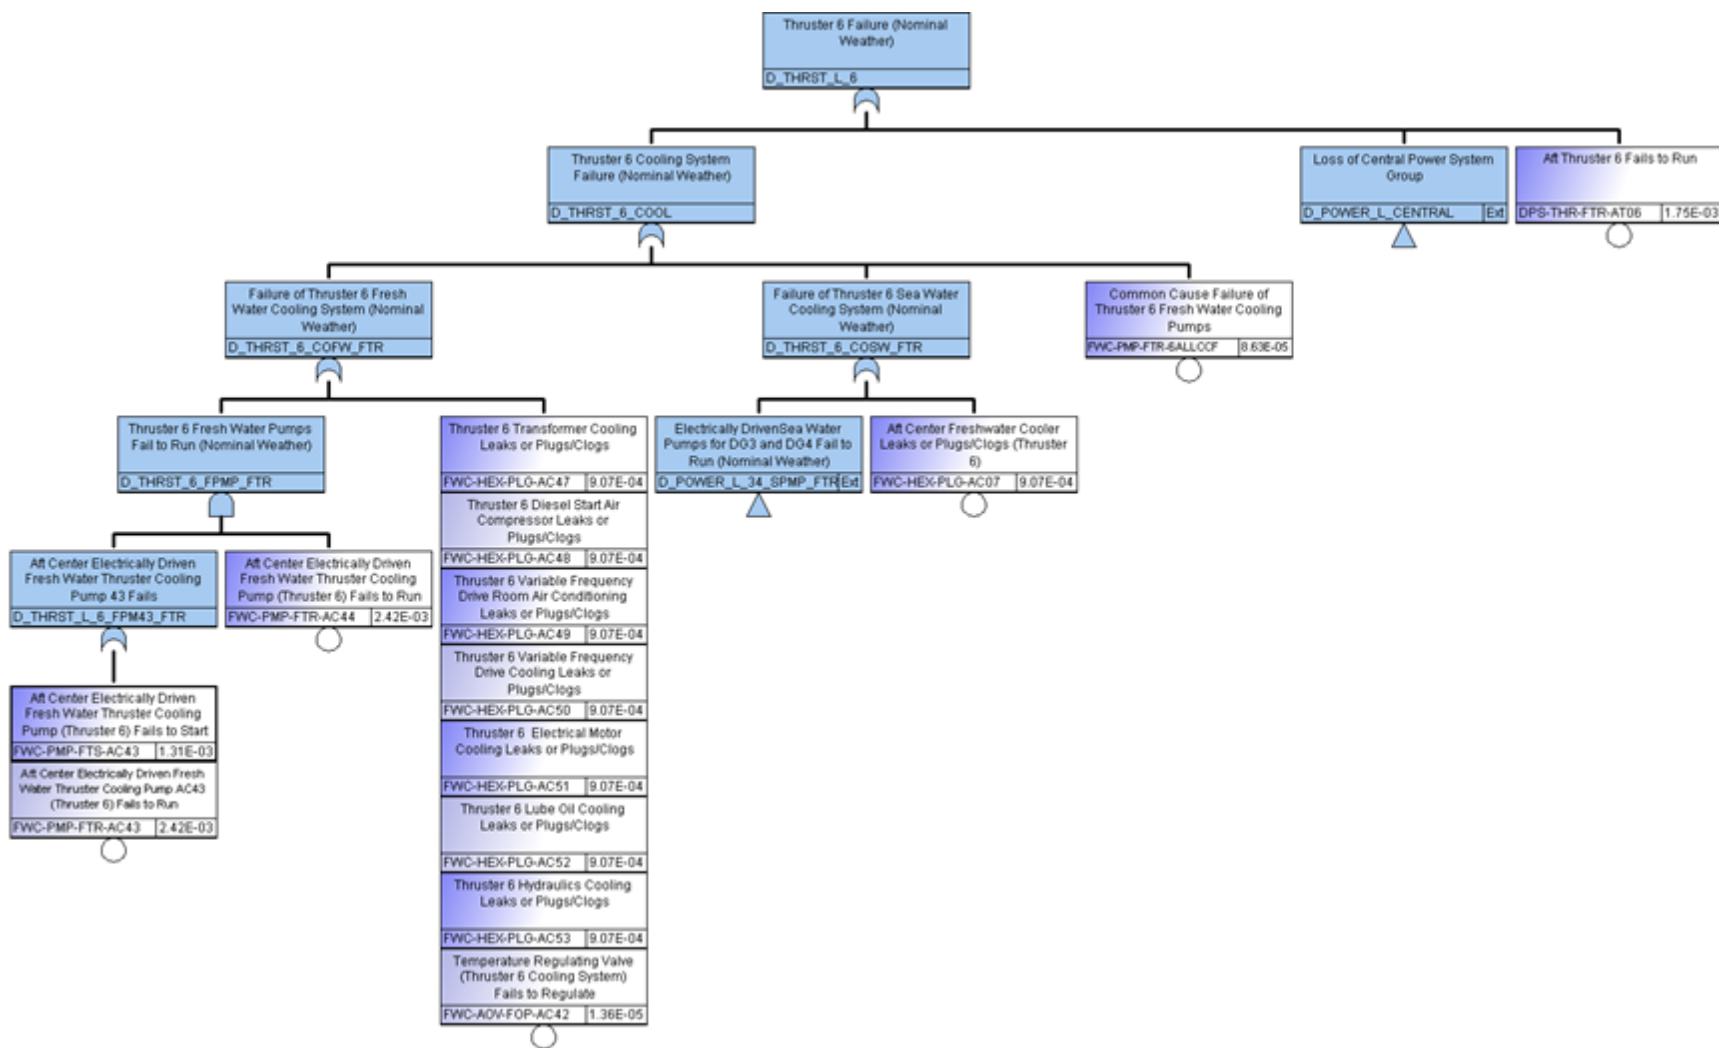 Thruster 6 Failure (Nominal
Weather)
D_THRST_L_6
Thruster 6 Cooling System
Failure (Nominal Weather)
D_THRST_6_COOL
Loss of Central Power System
Group
D_POWER_L_CENTRAL Ext
Aft Thruster 6 Fails to Run
DPS-THR-FTR-AT06 1.75E-03
Failure of Thruster 6 Fresh
Water Cooling System (Nominal
Weather)
D_THRST_6_COFW_FTR
Failure of Thruster 6 Sea Water
Cooling System (Nominal
Weather)
D_THRST_6_COSW_FTR
Common Cause Failure of
Thruster 6 Fresh Water Cooling
Pumps
FWC-PMP-FTR-6ALLCCF 8.63E-05
Thruster 6 Fresh Water Pumps
Fail to Run (Nominal Weather)
D_THRST_6_FPMP_FTR
Thruster 6 Transformer Cooling
Leaks or Plugs/Clogs
FWC-HEX-PLG-AC47 9.07E-04
Electrically DrivenSea Water
Pumps for DG3 and DG4 Fail to
Run (Nominal Weather)
D_POWER_L_34_SPMP_FTR Ext
Aft Center Freshwater Cooler
Leaks or Plugs/Clogs (Thruster
6)
FWC-HEX-PLG-AC07 9.07E-04
Thruster 6 Diesel Start Air
Compressor Leaks or
Plugs/Clogs
FWC-HEX-PLG-AC48 9.07E-04
Aft Center Electrically Driven
Fresh Water Thruster Cooling
Pump 43 Fails
D_THRST_L_6_FPM43_FTR
Aft Center Electrically Driven
Fresh Water Thruster Cooling
Pump (Thruster 6) Fails to Run
FWC-PMP-FTR-AC44 2.42E-03
Thruster 6 Variable Frequency
Drive Room Air Conditioning
Leaks or Plugs/Clogs
FWC-HEX-PLG-AC49 9.07E-04
Thruster 6 Variable Frequency
Drive Cooling Leaks or
Plugs/Clogs
FWC-HEX-PLG-AC50 9.07E-04
Aft Center Electrically Driven
Fresh Water Thruster Cooling
Pump (Thruster 6) Fails to Start
FWC-PMP-FTS-AC43 1.31E-03
Aft Center Electrically Driven Fresh
Water Thruster Cooling Pump AC43
(Thruster 6) Fails to Run
FWC-PMP-FTR-AC43 2.42E-03
Thruster 6 Electrical Motor
Cooling Leaks or Plugs/Clogs
FWC-HEX-PLG-AC51 9.07E-04
Thruster 6 Lube Oil Cooling
Leaks or Plugs/Clogs
FWC-HEX-PLG-AC52 9.07E-04
Thruster 6 Hydraulics Cooling
Leaks or Plugs/Clogs
FWC-HEX-PLG-AC53 9.07E-04
Temperature Regulating Valve
(Thruster 6 Cooling System)
Fails to Regulate
FWC-AOV-FOP-AC42 1.36E-05